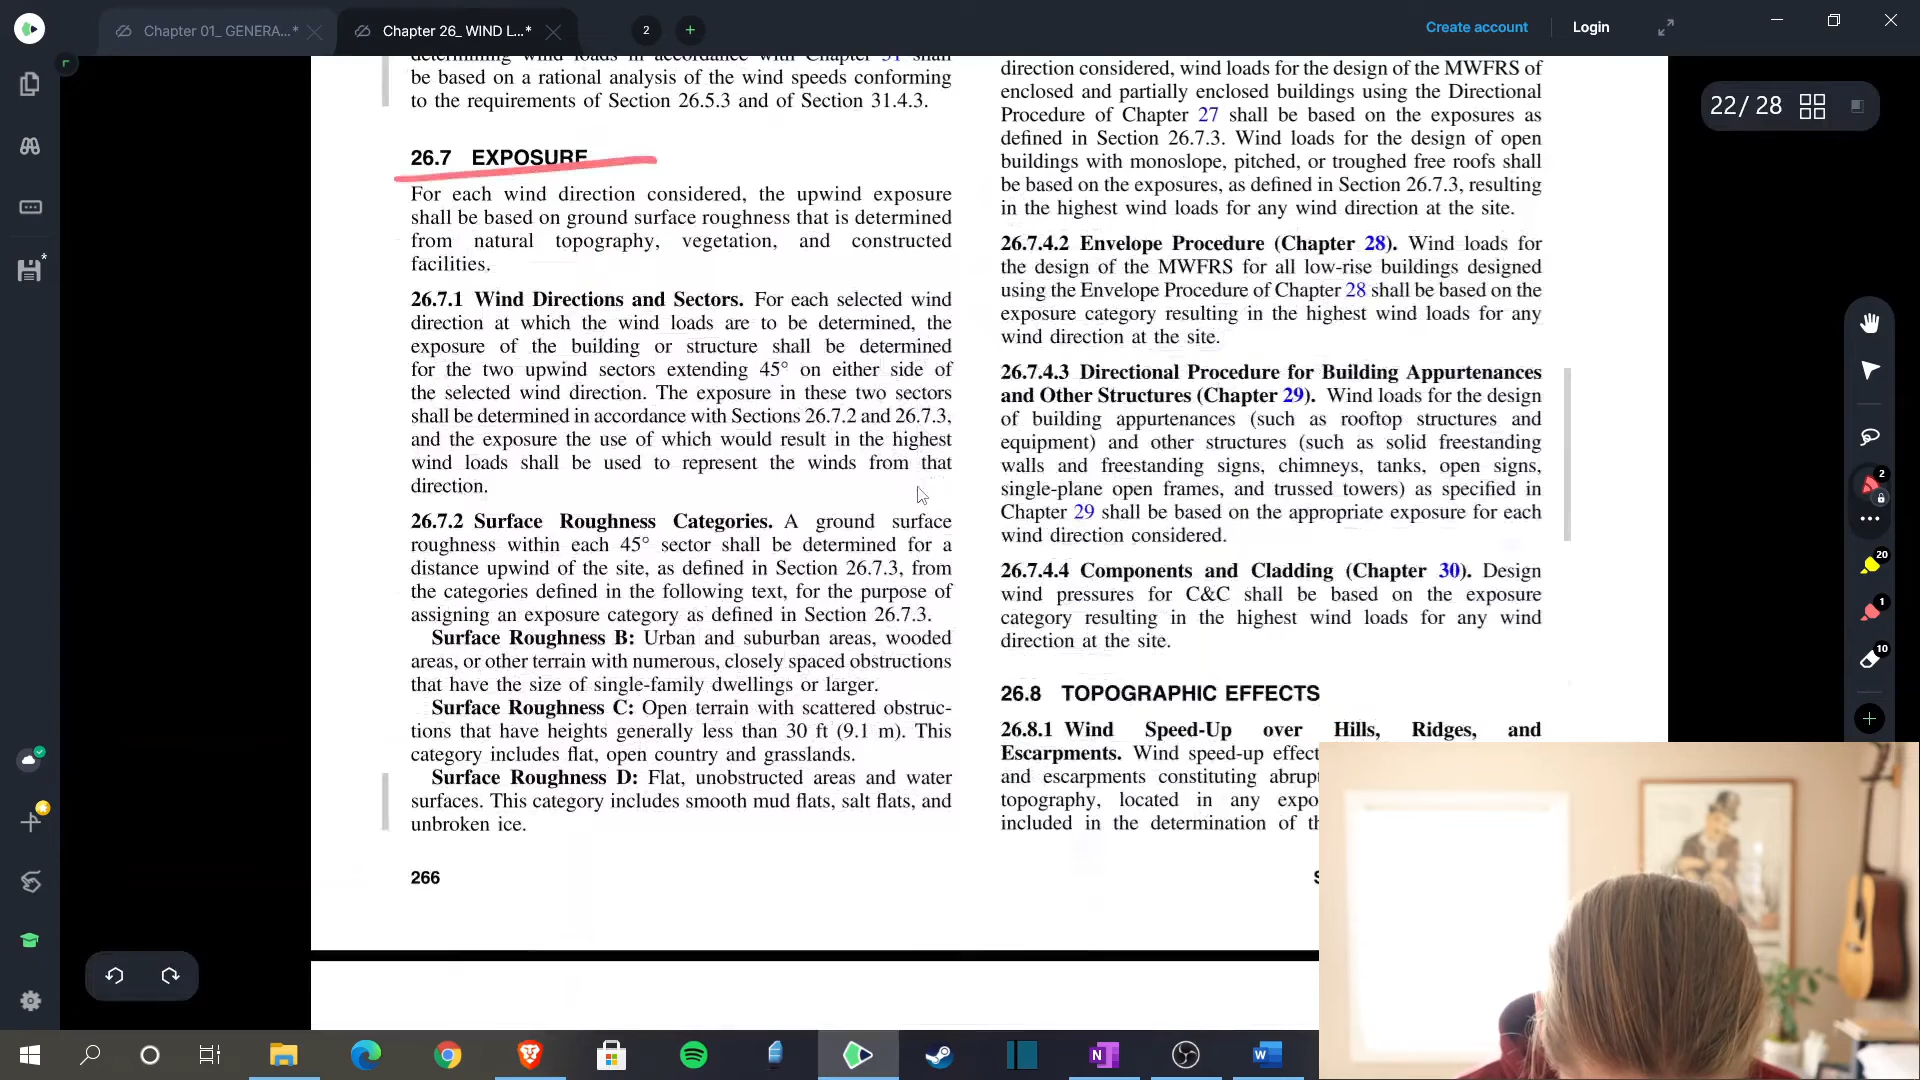 Chapter 01_ GENERA...*
Chapter 26_ WIND L...*
2
Create account
Login
22/ 28
determining wind loads in accordance with Chapter 31 shall
be based on a rational analysis of the wind speeds conforming
to the requirements of Section 26.5.3 and of Section 31.4.3.
26.7 EXPOSURE
For each wind direction considered, the upwind exposure
shall be based on ground surface roughness that is determined
from natural topography, vegetation, and constructed
facilities.
26.7.1 Wind Directions and Sectors. For each selected wind
direction at which the wind loads are to be determined, the
exposure of the building or structure shall be determined
for the two upwind sectors extending 45° on either side of
the selected wind direction. The exposure in these two sectors
shall be determined in accordance with Sections 26.7.2 and 26.7.3,
and the exposure the use of which would result in the highest
wind loads shall be used to represent the winds from that
direction.
26.7.2 Surface Roughness Categories. A ground surface
roughness within each 45° sector shall be determined for a
distance upwind of the site, as defined in Section 26.7.3, from
the categories defined in the following text, for the purpose of
assigning an exposure category as defined in Section 26.7.3.
Surface Roughness B: Urban and suburban areas, wooded
areas, or other terrain with numerous, closely spaced obstructions
that have the size of single-family dwellings or larger.
Surface Roughness C: Open terrain with scattered obstruc-
tions that have heights generally less than 30 ft (9.1 m). This
category includes flat, open country and grasslands.
Surface Roughness D: Flat, unobstructed areas and water
surfaces. This category includes smooth mud flats, salt flats, and
unbroken ice.
266
direction considered, wind loads for the design of the MWFRS of
enclosed and partially enclosed buildings using the Directional
Procedure of Chapter 27 shall be based on the exposures as
defined in Section 26.7.3. Wind loads for the design of open
buildings with monoslope, pitched, or troughed free roofs shall
be based on the exposures, as defined in Section 26.7.3, resulting
in the highest wind loads for any wind direction at the site.
26.7.4.2 Envelope Procedure (Chapter 28). Wind loads for
the design of the MWFRS for all low-rise buildings designed
using the Envelope Procedure of Chapter 28 shall be based on the
exposure category resulting in the highest wind loads for any
wind direction at the site.
26.7.4.3 Directional Procedure for Building Appurtenances
and Other Structures (Chapter 29). Wind loads for the design
of building appurtenances (such as rooftop structures and
equipment) and other structures (such as solid freestanding
walls and freestanding signs, chimneys, tanks, open signs,
single-plane open frames, and trussed towers) as specified in
Chapter 29 shall be based on the appropriate exposure for each
wind direction considered.
26.7.4.4 Components and Cladding (Chapter 30). Design
wind pressures for C&C shall be based on the exposure
category resulting in the highest wind loads for any wind
direction at the site.
26.8 TOPOGRAPHIC EFFECTS
26.8.1 Wind Speed-Up over Hills, Ridges, and
Escarpments. Wind speed-up effect
and escarpments constituting abrupt
topography, located in any expo
included in the determination of th
2
20
1
10